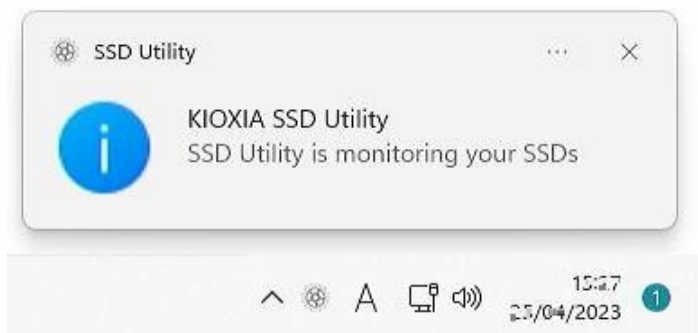 SSD Utility
KIOXIA SSD Utility
SSD Utility is monitoring your SSDs
A
1